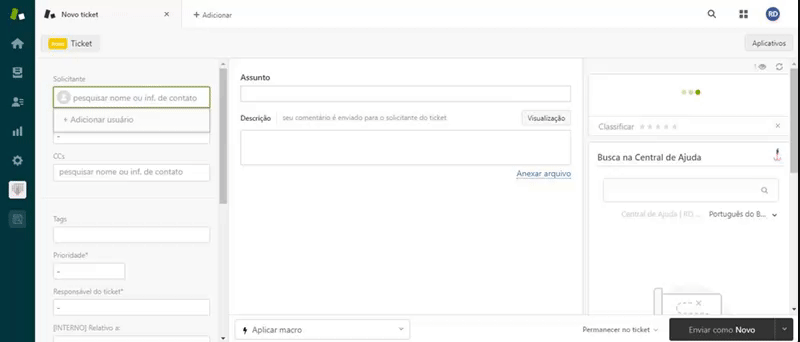 Novo ticket
+ Adicionar
RD
Novo Ticket
Aplicativos
Solicitante
pesquisar nome ou inf. de contato
+ Adicionar usuário
-
CCs
pesquisar nome ou inf. de contato
Tags
Prioridade*
-
Responsável do ticket*
-
[INTERNO] Relativo a:
Assunto
Descrição seu comentário é enviado para o solicitante do ticket
Visualização
Anexar arquivo
Classificar
Busca na Central de Ajuda
Central de Ajuda | RD ... Português do B...
Aplicar macro
Permanecer no ticket
Enviar como Novo